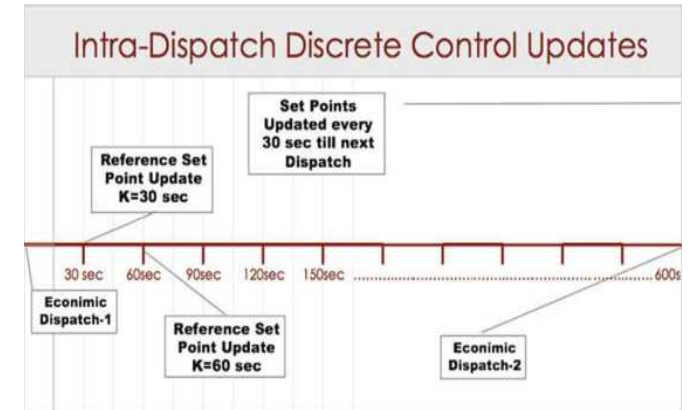 Intra-Dispatch Discrete Control Updates
Set Points
Updated every
30 sec till next
Dispatch
Reference Set
Point Update
K=30 sec
30 sec 60sec 90sec 120sec 150sec 600s
Econimic
Dispatch-1
Reference Set
Point Update
K=60 sec
Econimic
Dispatch-2